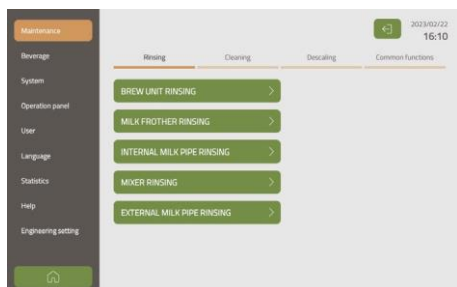 Maintenance
2023/02/22
16:10
Beverage
Rinsing
Cleaning
Descaling
Common functions
System
BREW UNIT RINSING
Operation panel
MILK FROTHER RINSING
User
Language
INTERNAL MILK PIPE RINSING
Statistics
MIXER RINSING
Help
EXTERNAL MILK PIPE RINSING
Engineering setting